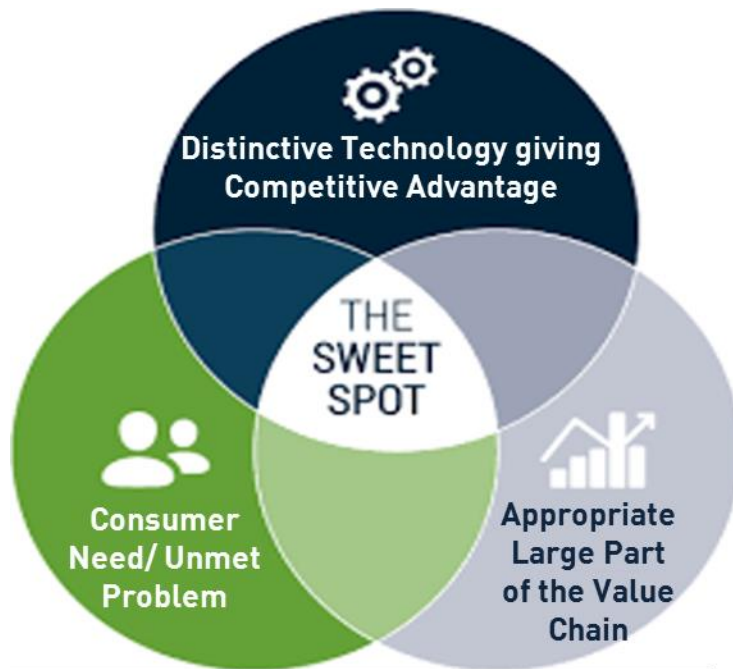 Distinctive Technology giving
Competitive Advantage
THE
SWEET
SPOT
Consumer
Need/ Unmet
Problem
Appropriate
Large Part
of the Value
Chain